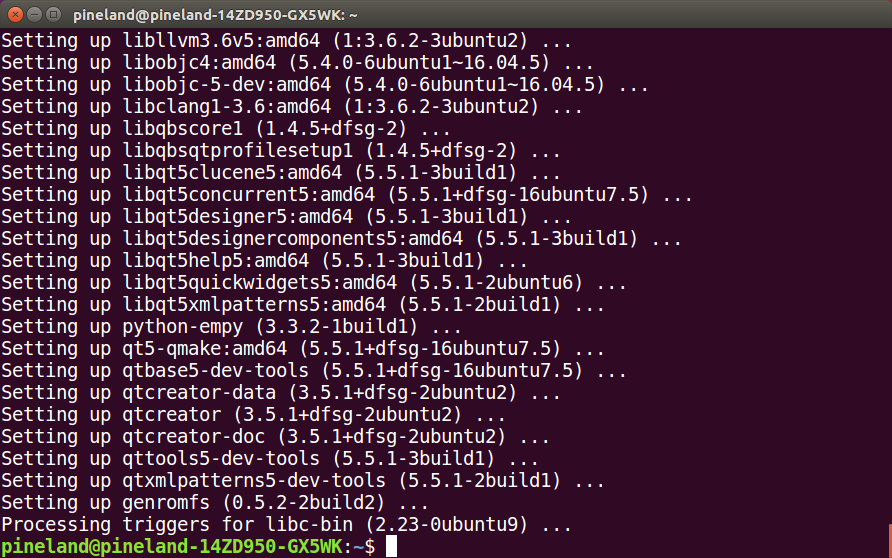 pineland@pineland-14ZD950-GX5WK: ~
Setting up libllvm3.6v5:amd64 (1:3.6.2-3ubuntu2) ...
Setting up libobjc4:amd64 (5.4.0-6ubuntu1~16.04.5) ...
Setting up libobjc-5-dev:amd64 (5.4.0-6ubuntu1~16.04.5) ...
Setting up libclang1-3.6:amd64 (1:3.6.2-3ubuntu2) ...
Setting up libqbscore1 (1.4.5+dfsg-2) ...
Setting up libqbsqtprofilesetup1 (1.4.5+dfsg-2) ...
Setting up libqt5clucene5:amd64 (5.5.1-3build1) ...
Setting up libqt5concurrent5:amd64 (5.5.1+dfsg-16ubuntu7.5) ...
Setting up libqt5designer5:amd64 (5.5.1-3build1) ...
Setting up libqt5designercomponents5:amd64 (5.5.1-3build1) ...
Setting up libqt5help5:amd64 (5.5.1-3build1) ...
Setting up libqt5quickwidgets5:amd64 (5.5.1-2ubuntu6) ...
Setting up libqt5xmlpatterns5:amd64 (5.5.1-2build1) ...
Setting up python-empy (3.3.2-1build1) ...
Setting up qt5-qmake:amd64 (5.5.1+dfsg-16ubuntu7.5) ...
Setting up qtbase5-dev-tools (5.5.1+dfsg-16ubuntu7.5) ...
Setting up qtcreator-data (3.5.1+dfsg-2ubuntu2) ...
Setting up qtcreator (3.5.1+dfsg-2ubuntu2) ...
Setting up qtcreator-doc (3.5.1+dfsg-2ubuntu2) ...
Setting up qttools5-dev-tools (5.5.1-3build1) ...
Setting up qtxmlpatterns5-dev-tools (5.5.1-2build1) ...
Setting up genromfs (0.5.2-2build2) ...
Processing triggers for libc-bin (2.23-0ubuntu9) ...
pineland@pineland-14ZD950-GX5WK:~$